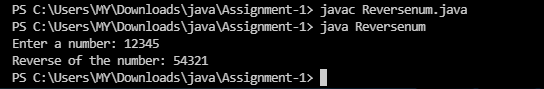 PS C:\Users\MY\Downloads\java\Assignment-1> javac Reversenum.java
PS C:\Users\MY\Downloads\java\Assignment-1> java Reversenum
Enter a number: 12345
Reverse of the number: 54321
PS C:\Users\MY\Downloads\java\Assignment-1>